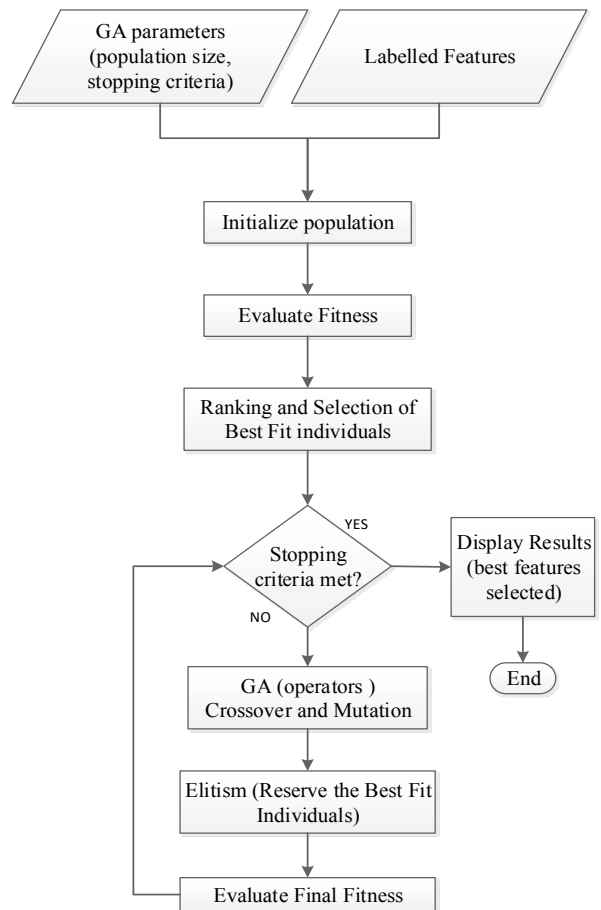 GA parameters
(population size,
stopping criteria)
Labelled Features
Initialize population
Evaluate Fitness
Ranking and Selection of
Best Fit individuals
Stopping
criteria met?
YES
NO
Display Results
(best features
selected)
End
GA (operators )
Crossover and Mutation
Elitism (Reserve the Best Fit
Individuals)
Evaluate Final Fitness